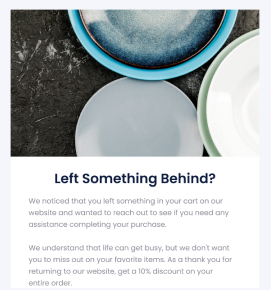 Left Something Behind?
We noticed that you left something in your cart on our
website and wanted to reach out to see if you need any
assistance completing your purchase.
We understand that life can get busy, but we don't want
you to miss out on your favorite items. As a thank you for
returning to our website, get a 10% discount on your
entire order.